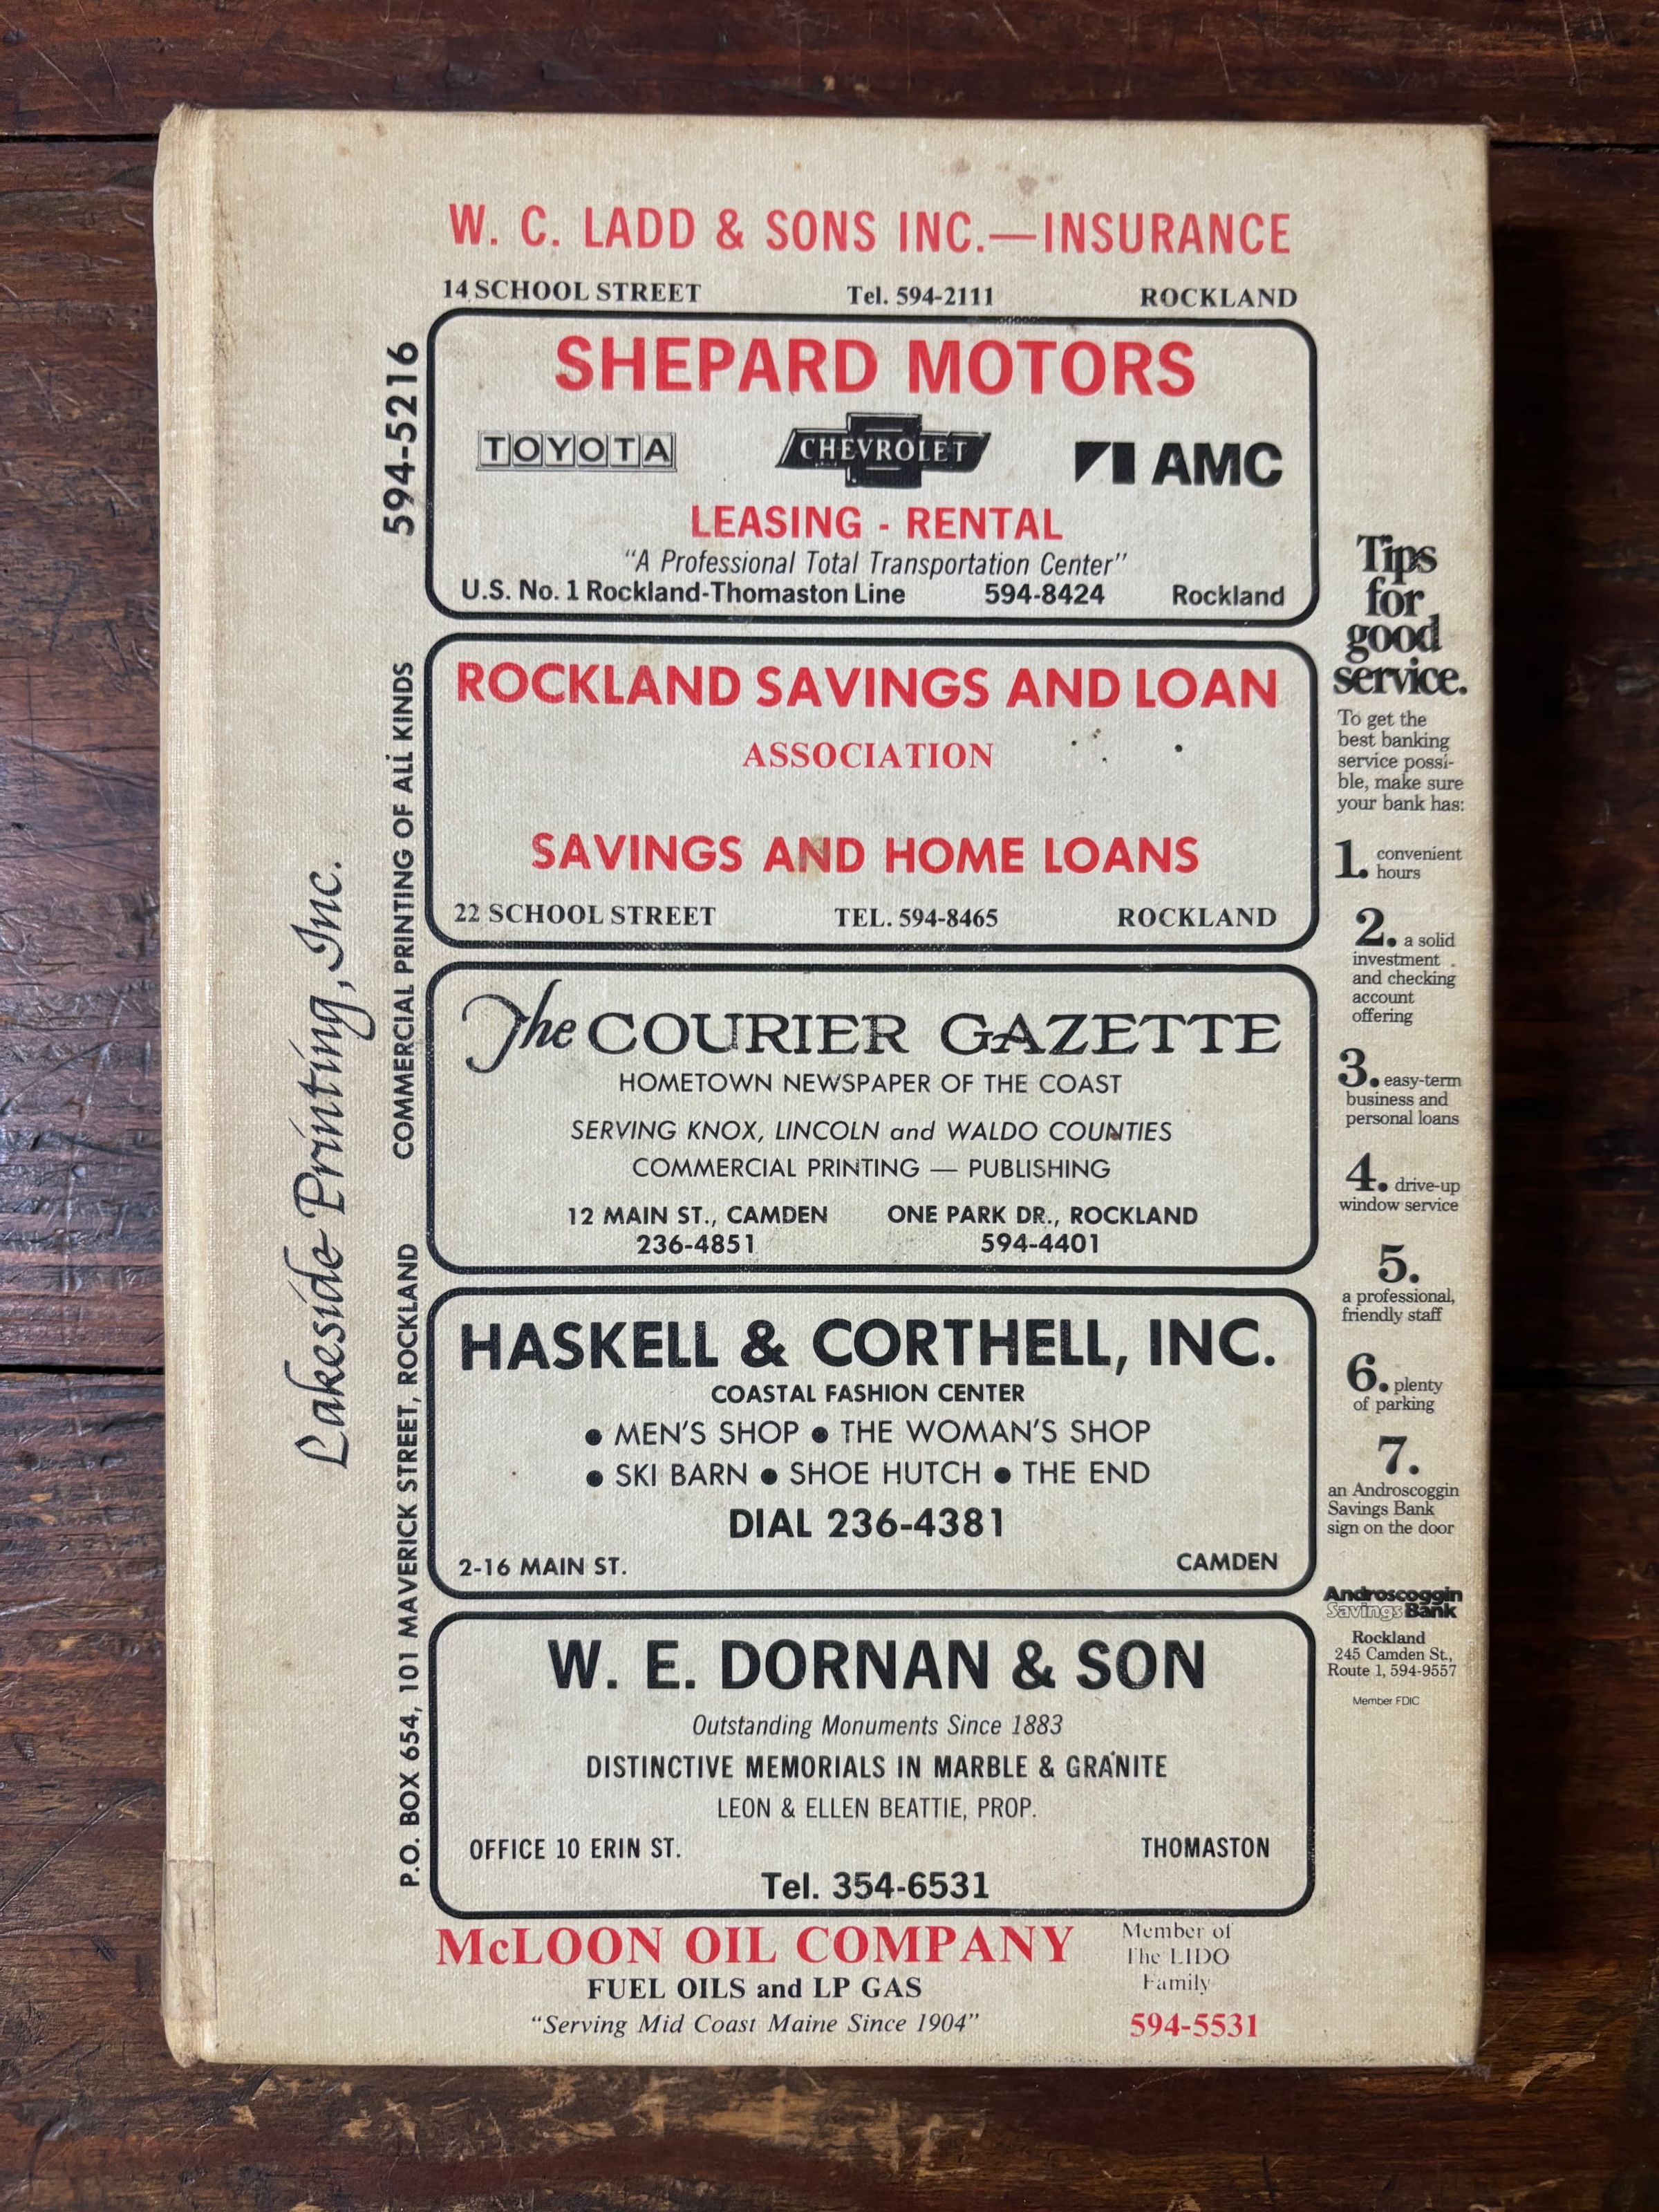 W. C. LADD & SONS INC.—INSURANCE
14 SCHOOL STREET Tel. 594-2111 ROCKLAND
SHEPARD MOTORS
TOYOTA CHEVROLET AMC
LEASING - RENTAL
"A Professional Total Transportation Center"
U.S. No. 1 Rockland-Thomaston Line 594-8424 Rockland
ROCKLAND SAVINGS AND LOAN
ASSOCIATION
SAVINGS AND HOME LOANS
22 SCHOOL STREET TEL. 594-8465 ROCKLAND
The COURIER GAZETTE
HOMETOWN NEWSPAPER OF THE COAST
SERVING KNOX, LINCOLN and WALDO COUNTIES
COMMERCIAL PRINTING — PUBLISHING
12 MAIN ST., CAMDEN ONE PARK DR., ROCKLAND
236-4851 594-4401
HASKELL & CORTHELL, INC.
COASTAL FASHION CENTER
● MEN'S SHOP ● THE WOMAN'S SHOP
● SKI BARN ● SHOE HUTCH ● THE END
DIAL 236-4381
2-16 MAIN ST. CAMDEN
W. E. DORNAN & SON
Outstanding Monuments Since 1883
DISTINCTIVE MEMORIALS IN MARBLE & GRANITE
LEON & ELLEN BEATTIE, PROP.
OFFICE 10 ERIN ST. THOMASTON
Tel. 354-6531
McLOON OIL COMPANY
FUEL OILS and LP GAS
"Serving Mid Coast Maine Since 1904"
Member of
The LIDO
Family
594-5531
Lakeside Printing, Inc.
P.O. BOX 654, 101 MAVERICK STREET, ROCKLAND COMMERCIAL PRINTING OF ALL KINDS 594-5216
Tips
for
good
service.
To get the
best banking
service possi-
ble, make sure
your bank has:
1. convenient
hours
2. a solid
investment
and checking
account
offering
3. easy-term
business and
personal loans
4. drive-up
window service
5.
a professional,
friendly staff
6. plenty
of parking
7.
an Androscoggin
Savings Bank
sign on the door
Androscoggin
Savings Bank
Rockland
245 Camden St.,
Route 1, 594-9557
Member FDIC